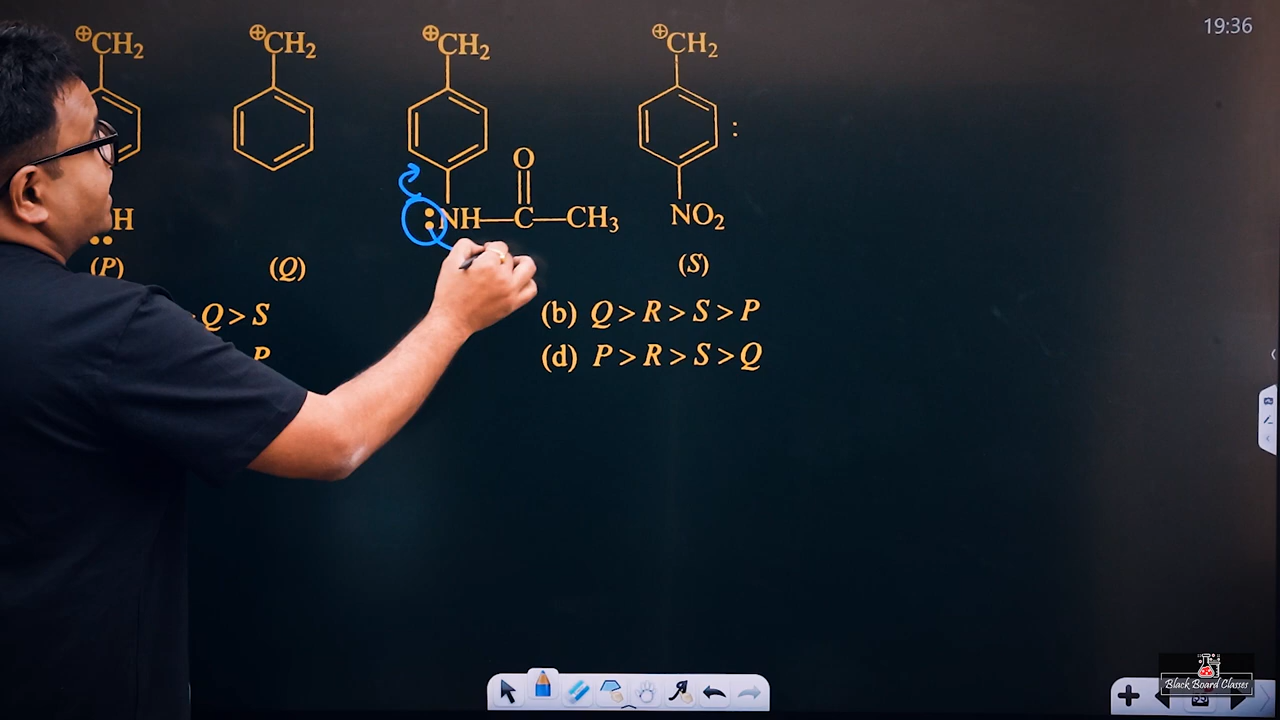 19:36
⊕CH₂ ⊕CH₂ ⊕CH₂ ⊕CH₂
O
:
H :NH—C—CH₃ NO₂
(P) (Q) (S)
Q > S (b) Q > R > S > P
P (d) P > R > S > Q
Black Board Classes